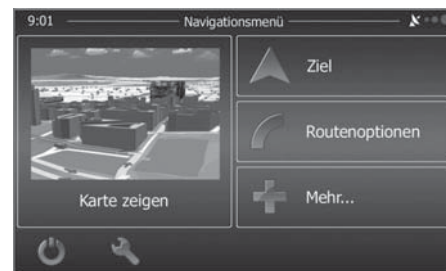 9:01
Navigationsmenü
Ziel
Routenoptionen
Karte zeigen
Mehr...